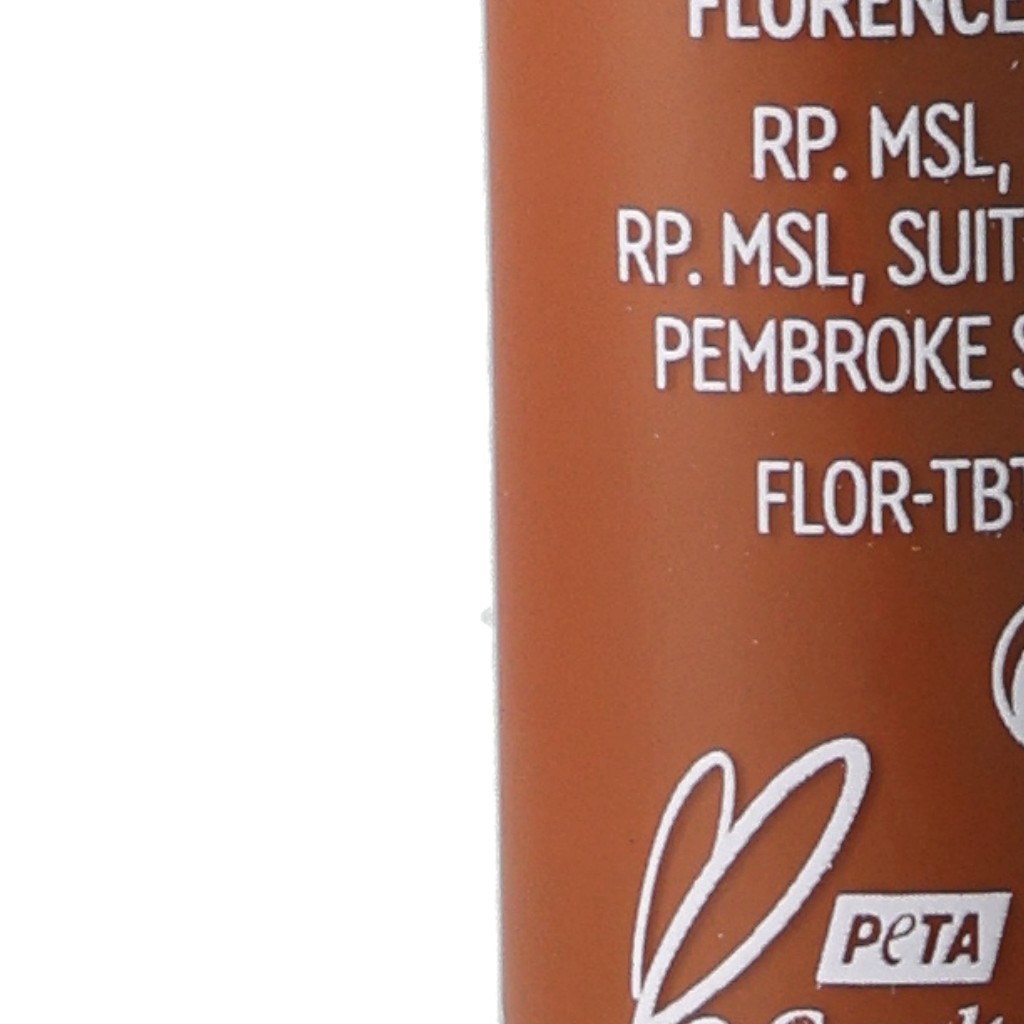 FLORENCE
RP. MSL,
RP. MSL, SUIT
PEMBROKE S
FLOR-TBT
PeTA